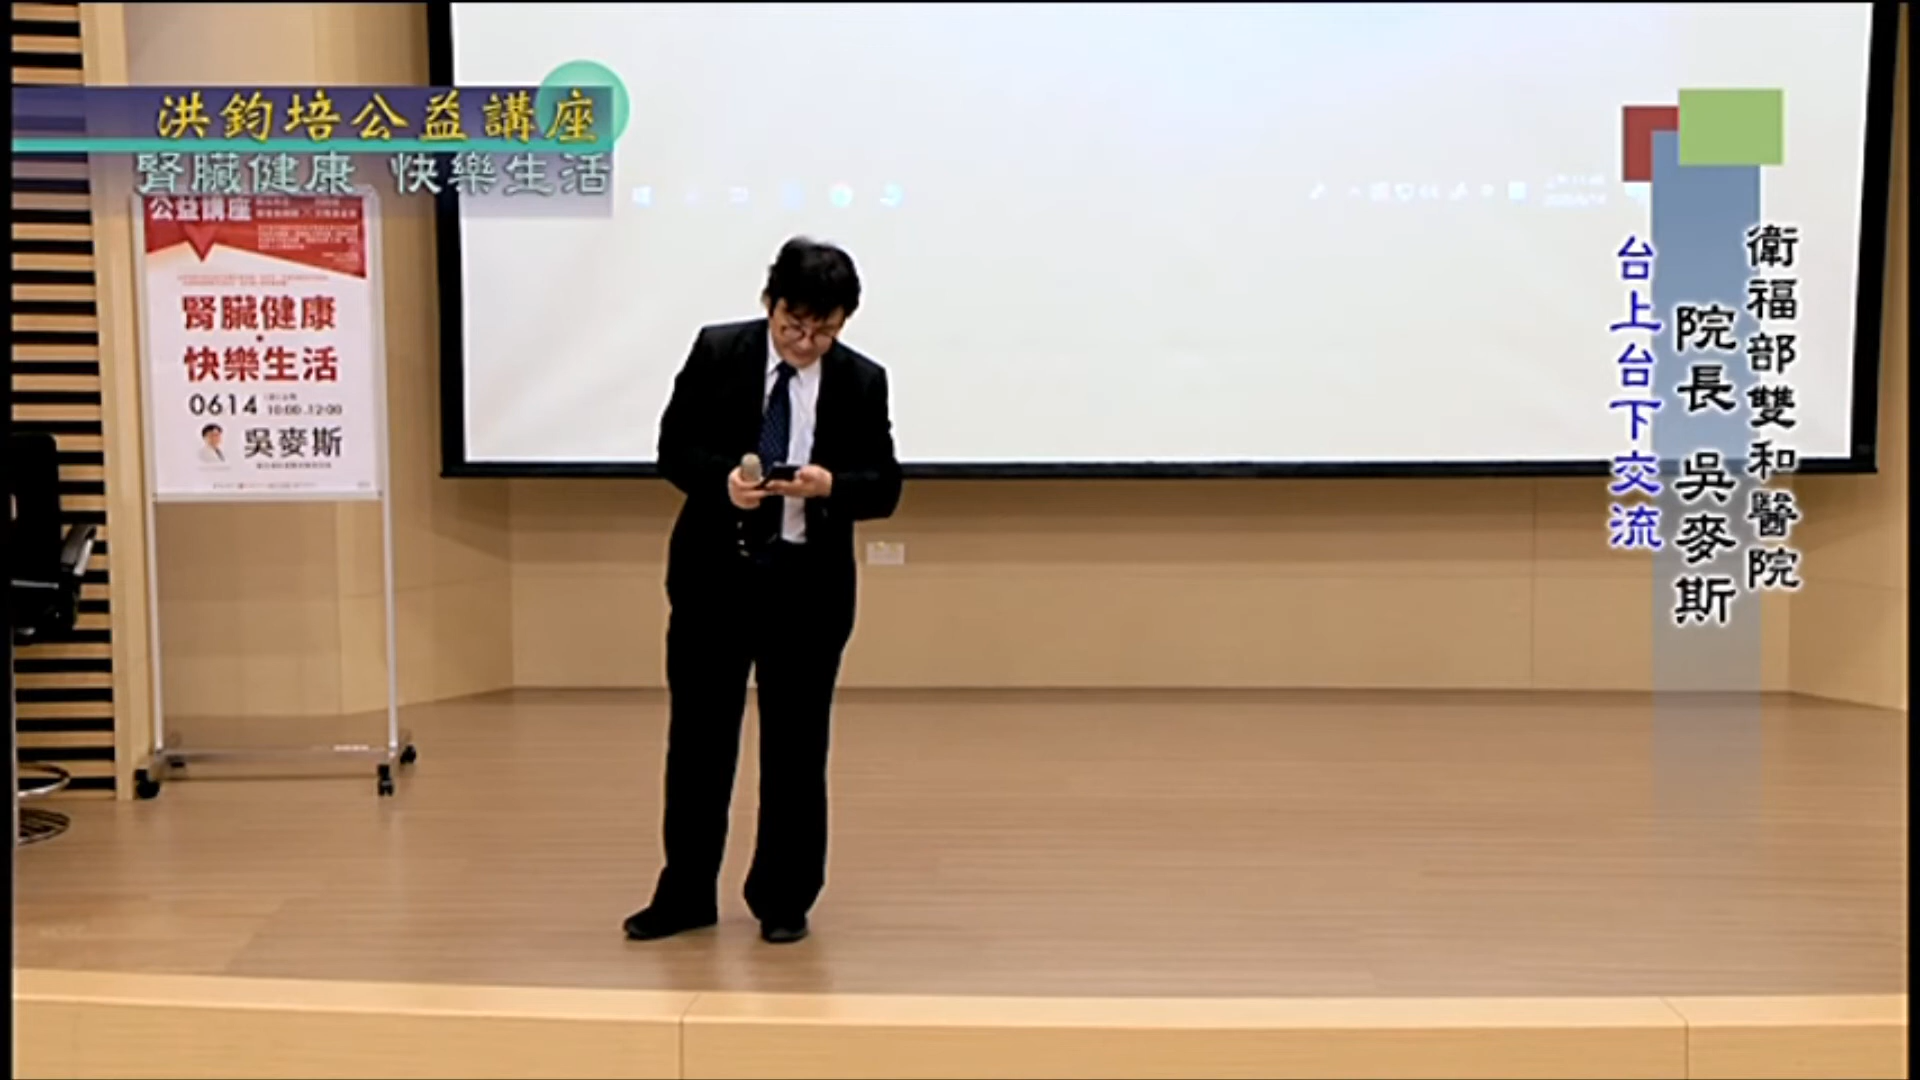 洪鈞培公益講座
腎臟健康 快樂生活
公益講座
腎臟健康
快樂生活
0614 10:00-12:00
吳麥斯
衛福部雙和醫院
院長 吳麥斯
台上台下交流